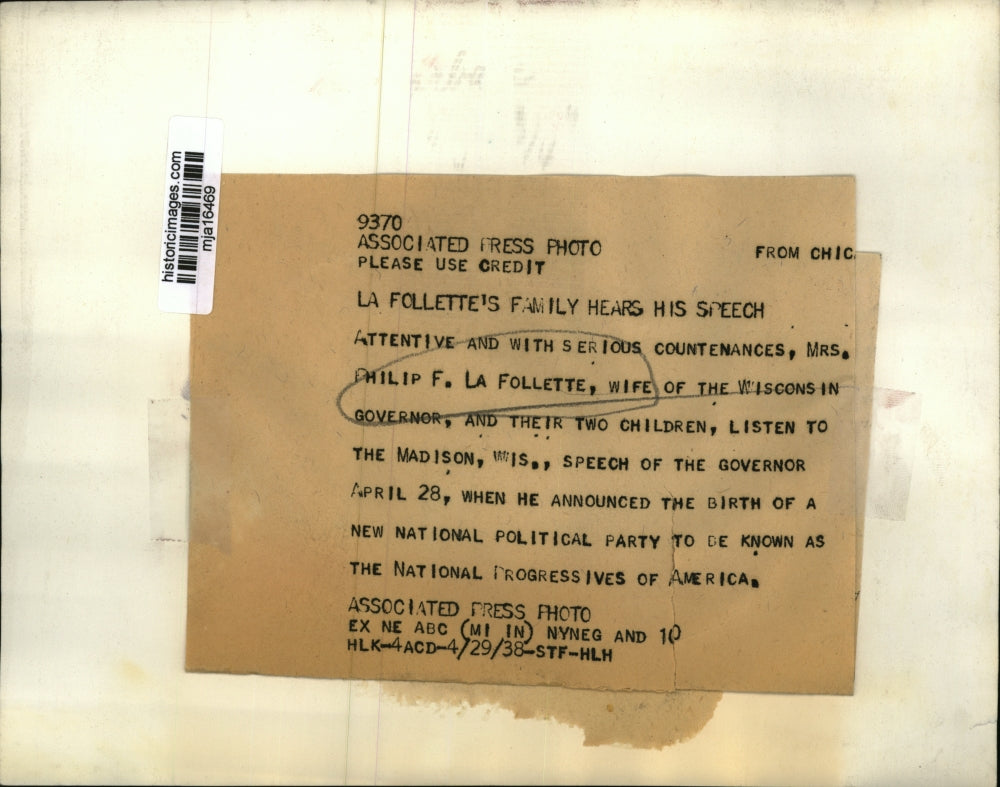 historicimages.com
mja16469
9370
ASSOCIATED PRESS PHOTO
PLEASE USE CREDIT
FROM CHIC
LA FOLLETTE'S FAMILY HEARS HIS SPEECH
ATTENTIVE AND WITH SERIOUS COUNTENANCES, MRS.
PHILIP F. LA FOLLETTE, WIFE OF THE WISCONSIN
GOVERNOR, AND THEIR TWO CHILDREN, LISTEN TO
THE MADISON, WIS., SPEECH OF THE GOVERNOR
APRIL 28, WHEN HE ANNOUNCED THE BIRTH OF A
NEW NATIONAL POLITICAL PARTY TO BE KNOWN AS
THE NATIONAL PROGRESSIVES OF AMERICA.
ASSOCIATED PRESS PHOTO
EX NE ABC (MI IN) NYNEG AND
HLK-4ACD-4/29/38-STF-HLH